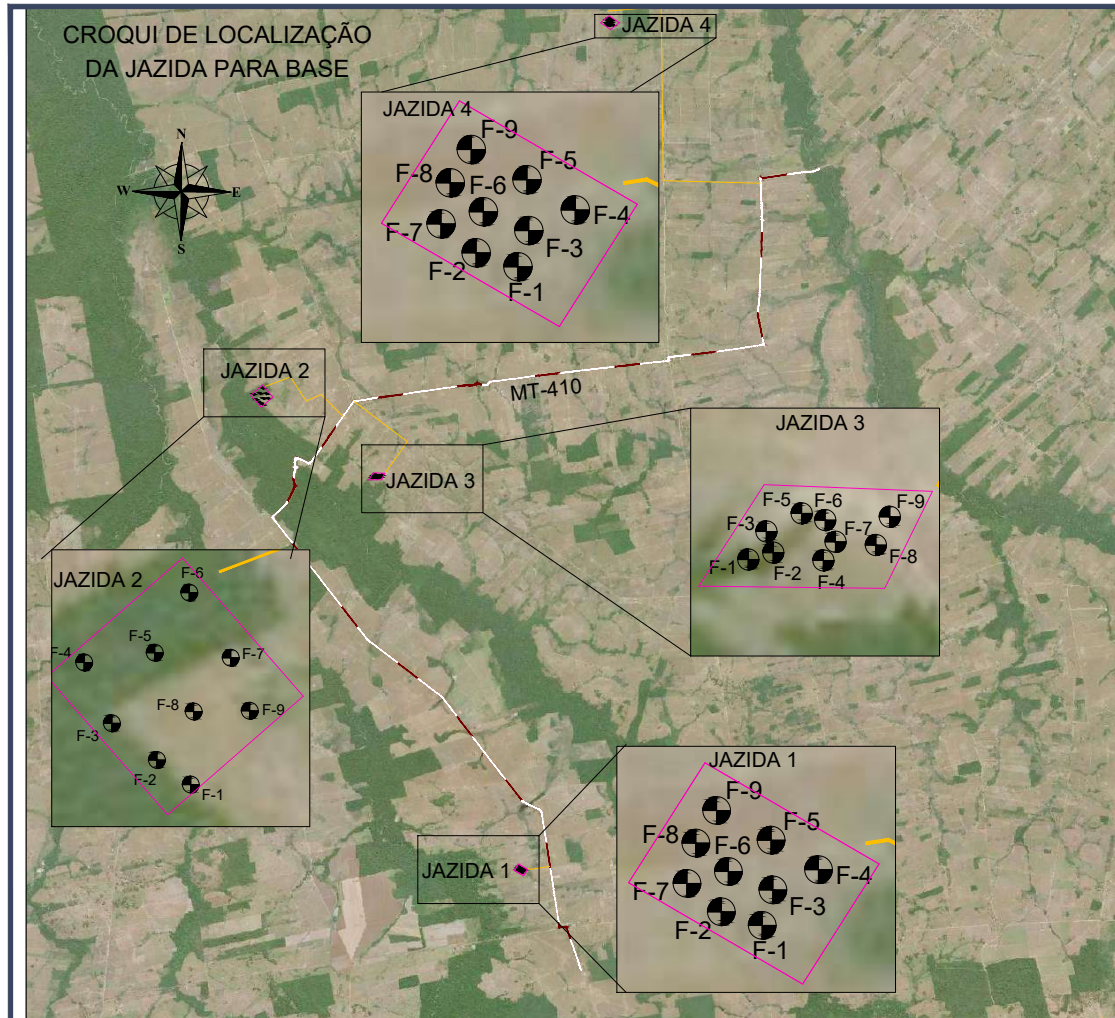 CROQUI DE LOCALIZAÇÃO
DA JAZIDA PARA BASE
JAZIDA 4
N
W
E
S
JAZIDA 4
F-9
F-5
F-8
F-6
F-4
F-7
F-3
F-2
F-1
JAZIDA 2
MT-410
JAZIDA 3
JAZIDA 3
F-5
F-6
F-9
F-3
F-7
F-1
F-2
F-4
F-8
JAZIDA 2
F-6
F-5
F-4
F-7
F-8
F-9
F-3
F-2
F-1
JAZIDA 1
JAZIDA 1
F-9
F-5
F-8
F-6
F-4
F-7
F-3
F-2
F-1